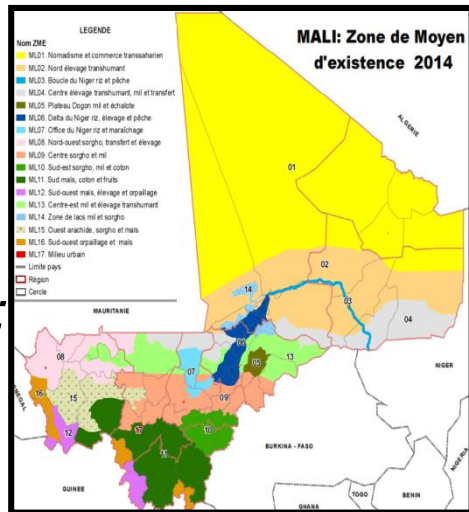 LEGENDE
Nom ZME
ML01. Nomadisme et commerce transsaharien
ML02. Nord élevage transhumant
ML03. Boucle du Niger riz et pêche
ML04. Centre élevage transhumant, mil et transfert
ML05. Plateau Dogon mil et échalote
ML06. Delta du Niger riz, élevage et pêche
ML07. Office du Niger riz et maraîchage
ML08. Nord-ouest sorgho, transfert et élevage
ML09. Centre sorgho et mil
ML10. Sud-est sorgho, mil et coton
ML11. Sud maïs, coton et fruits
ML12. Sud-ouest maïs, élevage et orpaillage
ML13. Centre-est mil et élevage transhumant
ML14. Zone de lacs mil et sorgho
ML15. Ouest arachide, sorgho et maïs
ML16. Sud-ouest orpaillage et maïs
ML17. Milieu urbain
Limite pays
Région
Cercle
MALI: Zone de Moyen
d'existence 2014
ALGERIE
01
02
14
03
04
MAURITANIE
06
08
13
05
07
NIGER
16
15
09
SENEGAL
12
17
10
11
BURKINA - FASO
GUINEE
NIGERIA
BENIN
TOGO
GHANA